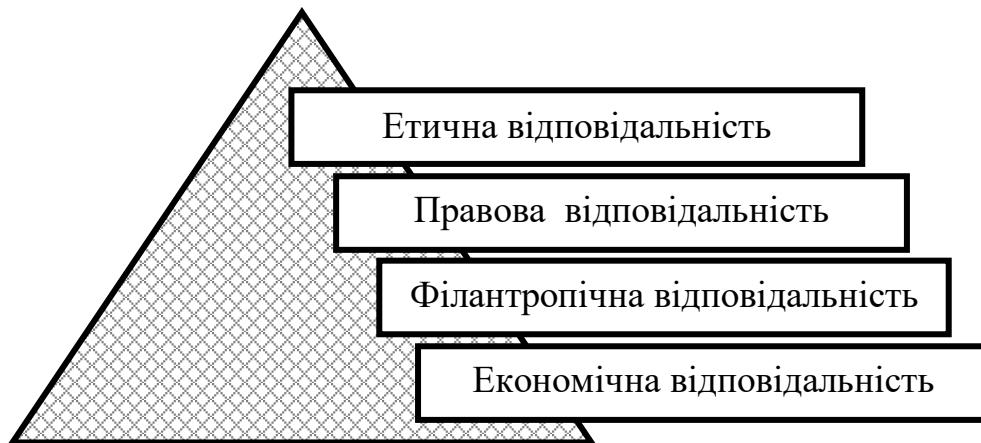 Етична відповідальність
Правова відповідальність
Філантропічна відповідальність
Економічна відповідальність